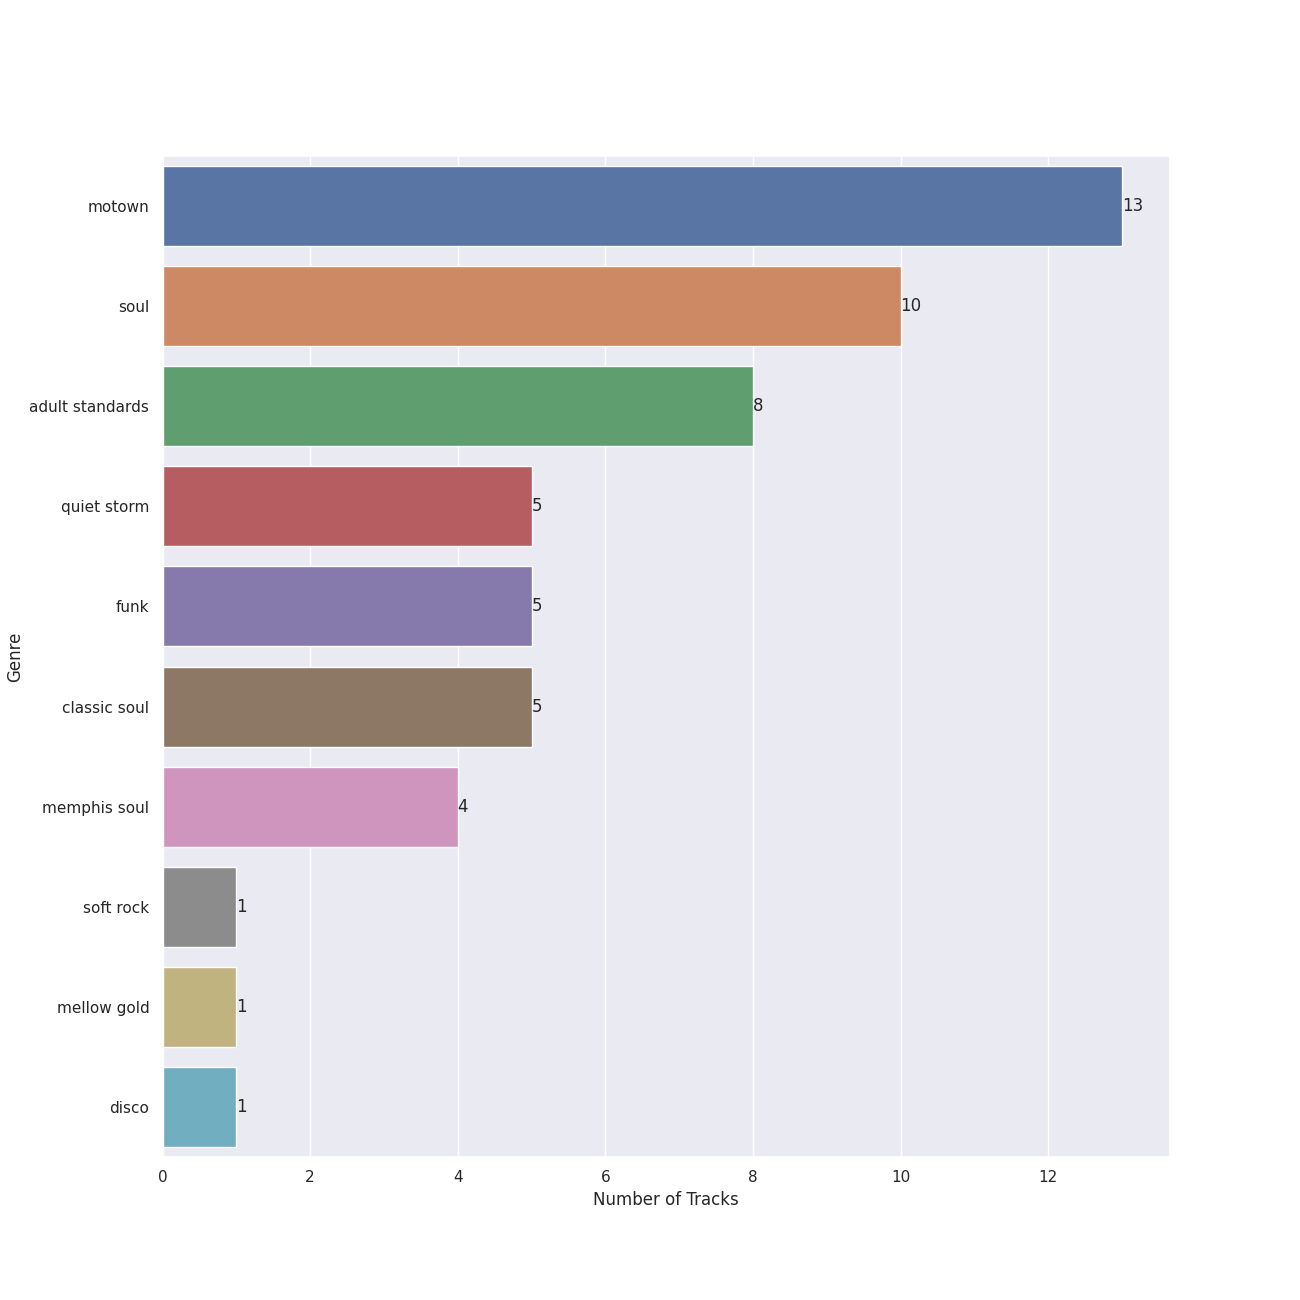 motown
13
soul
10
adult standards
8
quiet storm
5
funk
5
classic soul
5
memphis soul
4
soft rock
1
mellow gold
1
disco
1
0 2 4 6 8 10 12
Number of Tracks
Genre